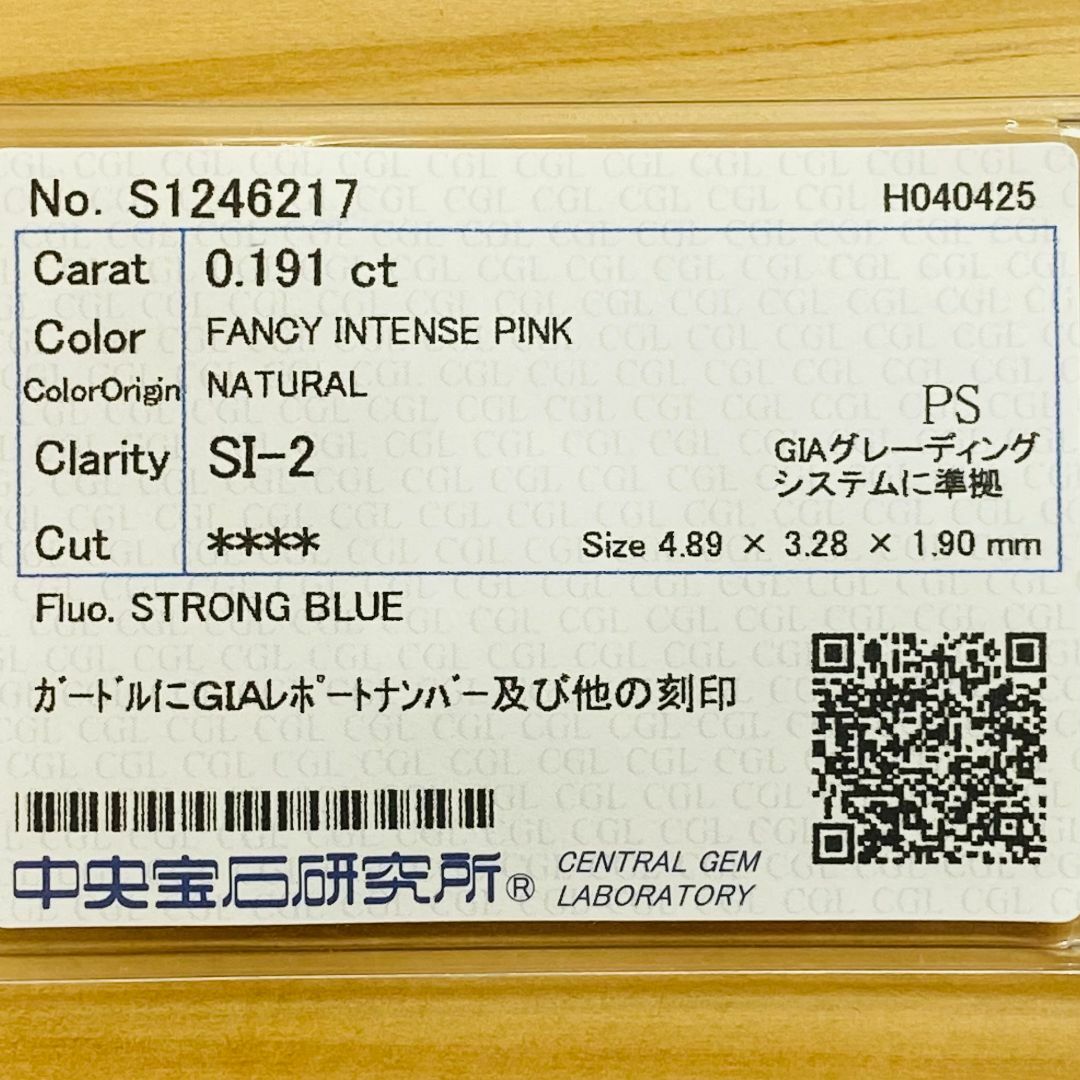 No. S1246217 H040425
Carat 0.191 ct
Color FANCY INTENSE PINK
ColorOrigin NATURAL
PS
Clarity SI-2 GIAグレーディング
システムに準拠
Cut **** Size 4.89 × 3.28 × 1.90 mm
Fluo. STRONG BLUE
ガードルにGIAレポートナンバー及び他の刻印
中央宝石研究所® CENTRAL GEM
LABORATORY